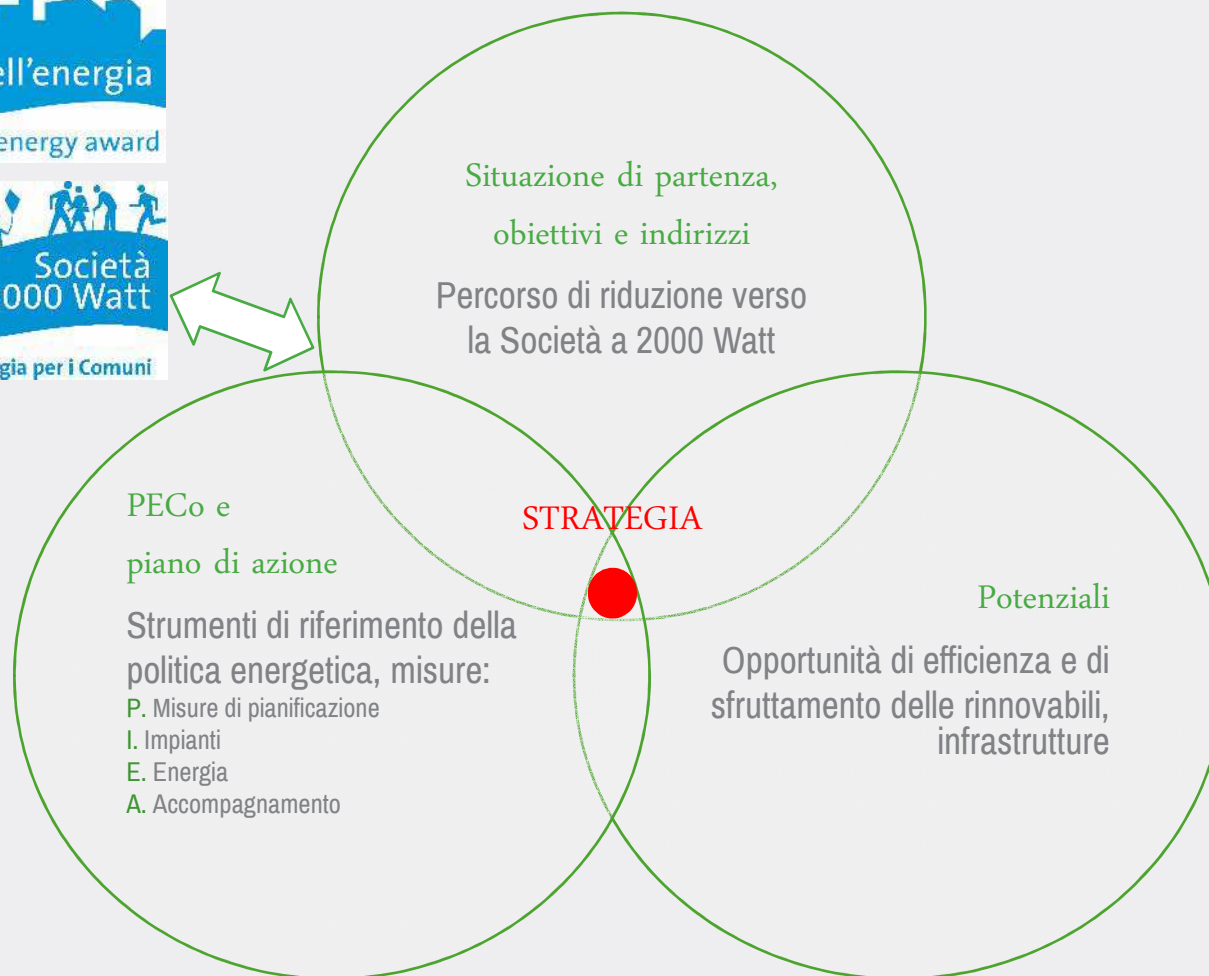 ell'energia
energy award
Società
000 Watt
gia per i Comuni
Situazione di partenza,
obiettivi e indirizzi
Percorso di riduzione verso
la Società a 2000 Watt
STRATEGIA
PECo e
piano di azione
Strumenti di riferimento della
politica energetica, misure:
P. Misure di pianificazione
I. Impianti
E. Energia
A. Accompagnamento
Potenziali
Opportunità di efficienza e di
sfruttamento delle rinnovabili,
infrastrutture